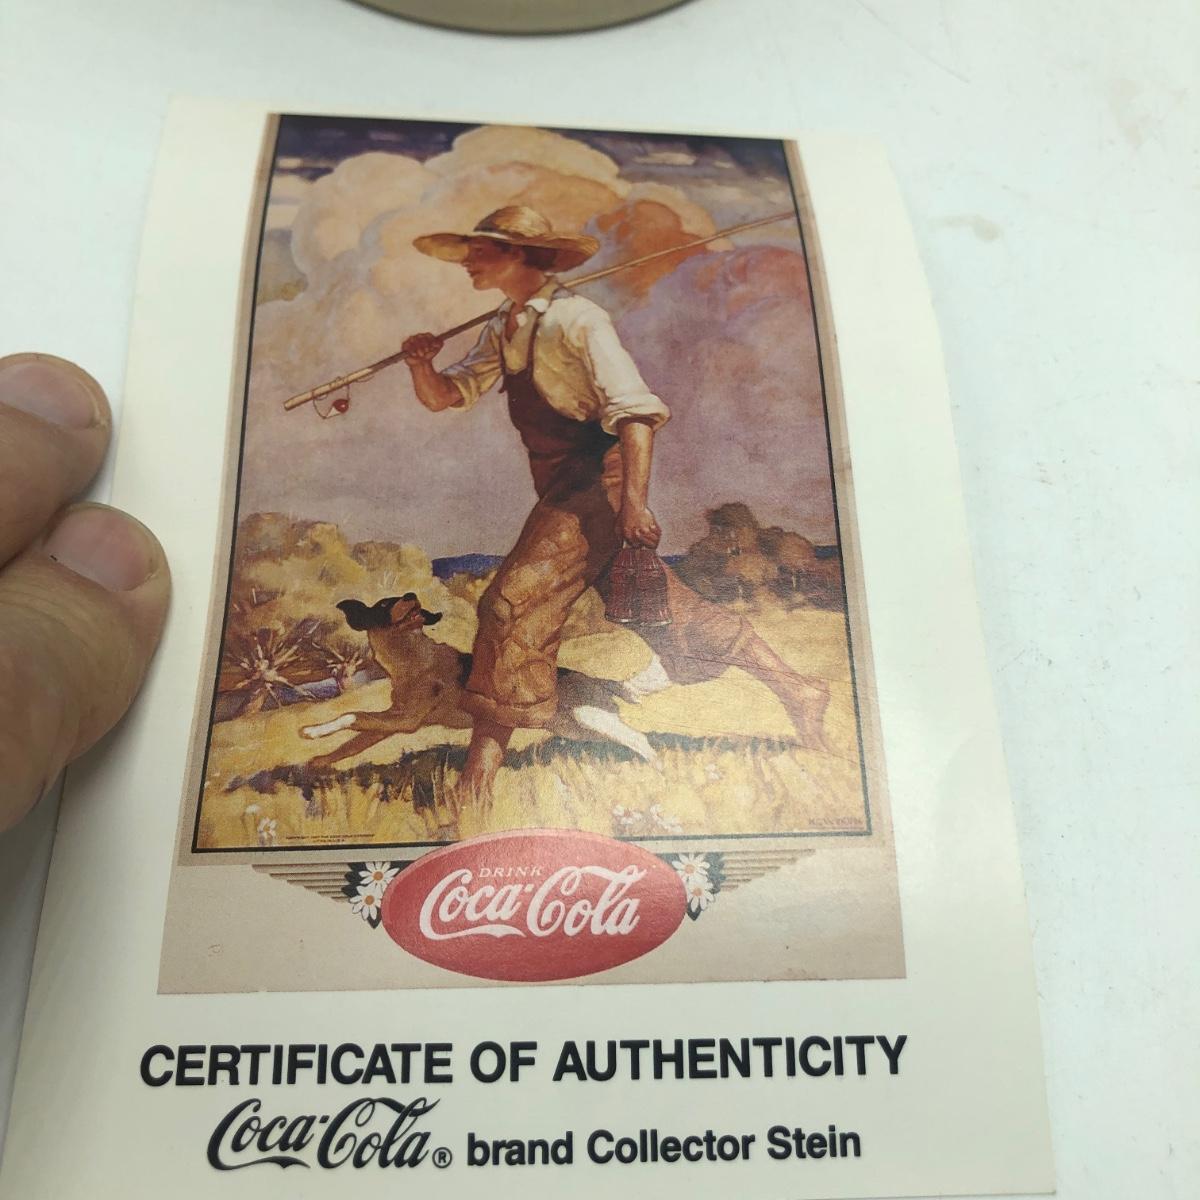 DRINK
Coca-Cola
CERTIFICATE OF AUTHENTICITY
Coca-Cola® brand Collector Stein